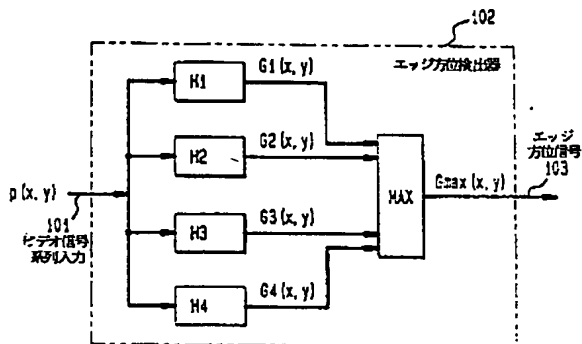 102
エッジ方位検出器
H1
G1(x, y)
H2
G2(x, y)
エッジ
方位信号
103
p(x, y)
MAX
Gmax(x, y)
101
ビデオ信号
系列入力
H3
G3(x, y)
H4
G4(x, y)